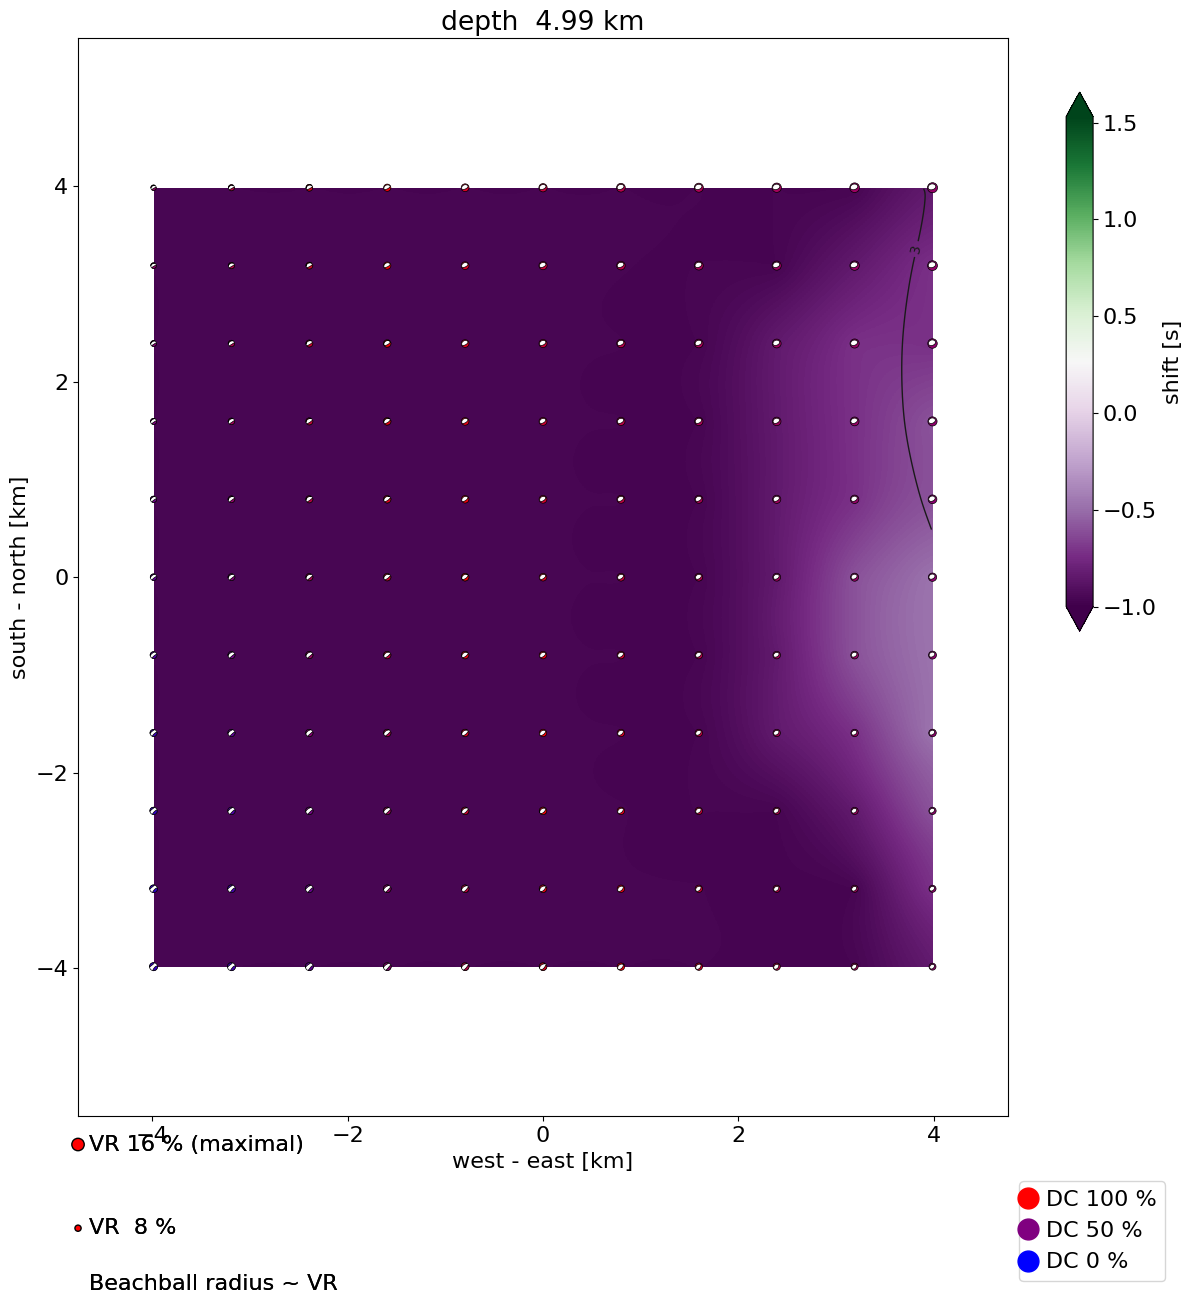 depth  4.99 km
1.5
1.0
0.5
0.0
−0.5
−1.0
shift [s]
4
2
0
−2
−4
south - north [km]
3
−4
−2
0
2
4
west - east [km]
VR 16 % (maximal)
VR  8 %
Beachball radius ~ VR
DC 100 %
DC 50 %
DC 0 %